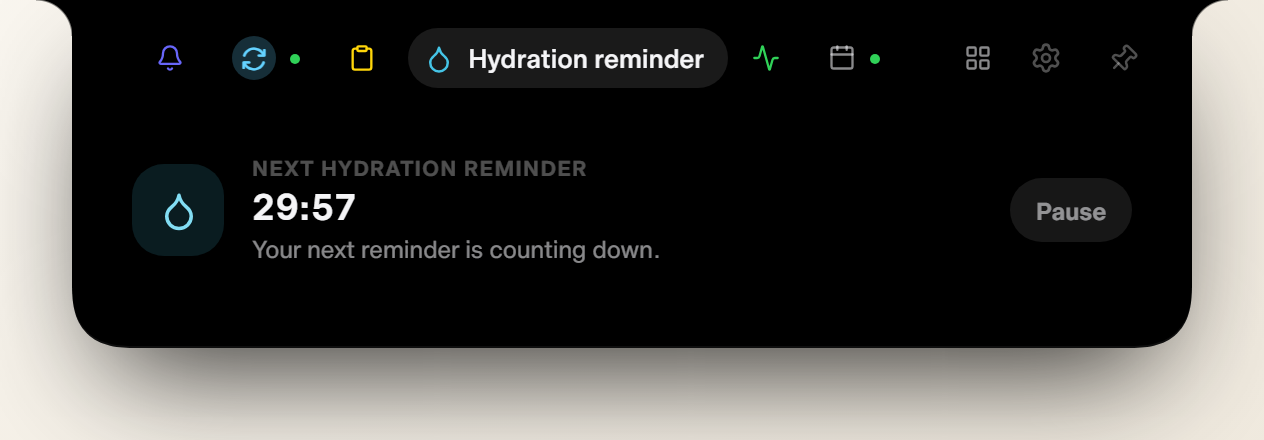 Hydration reminder
NEXT HYDRATION REMINDER
29:57
Your next reminder is counting down.
Pause